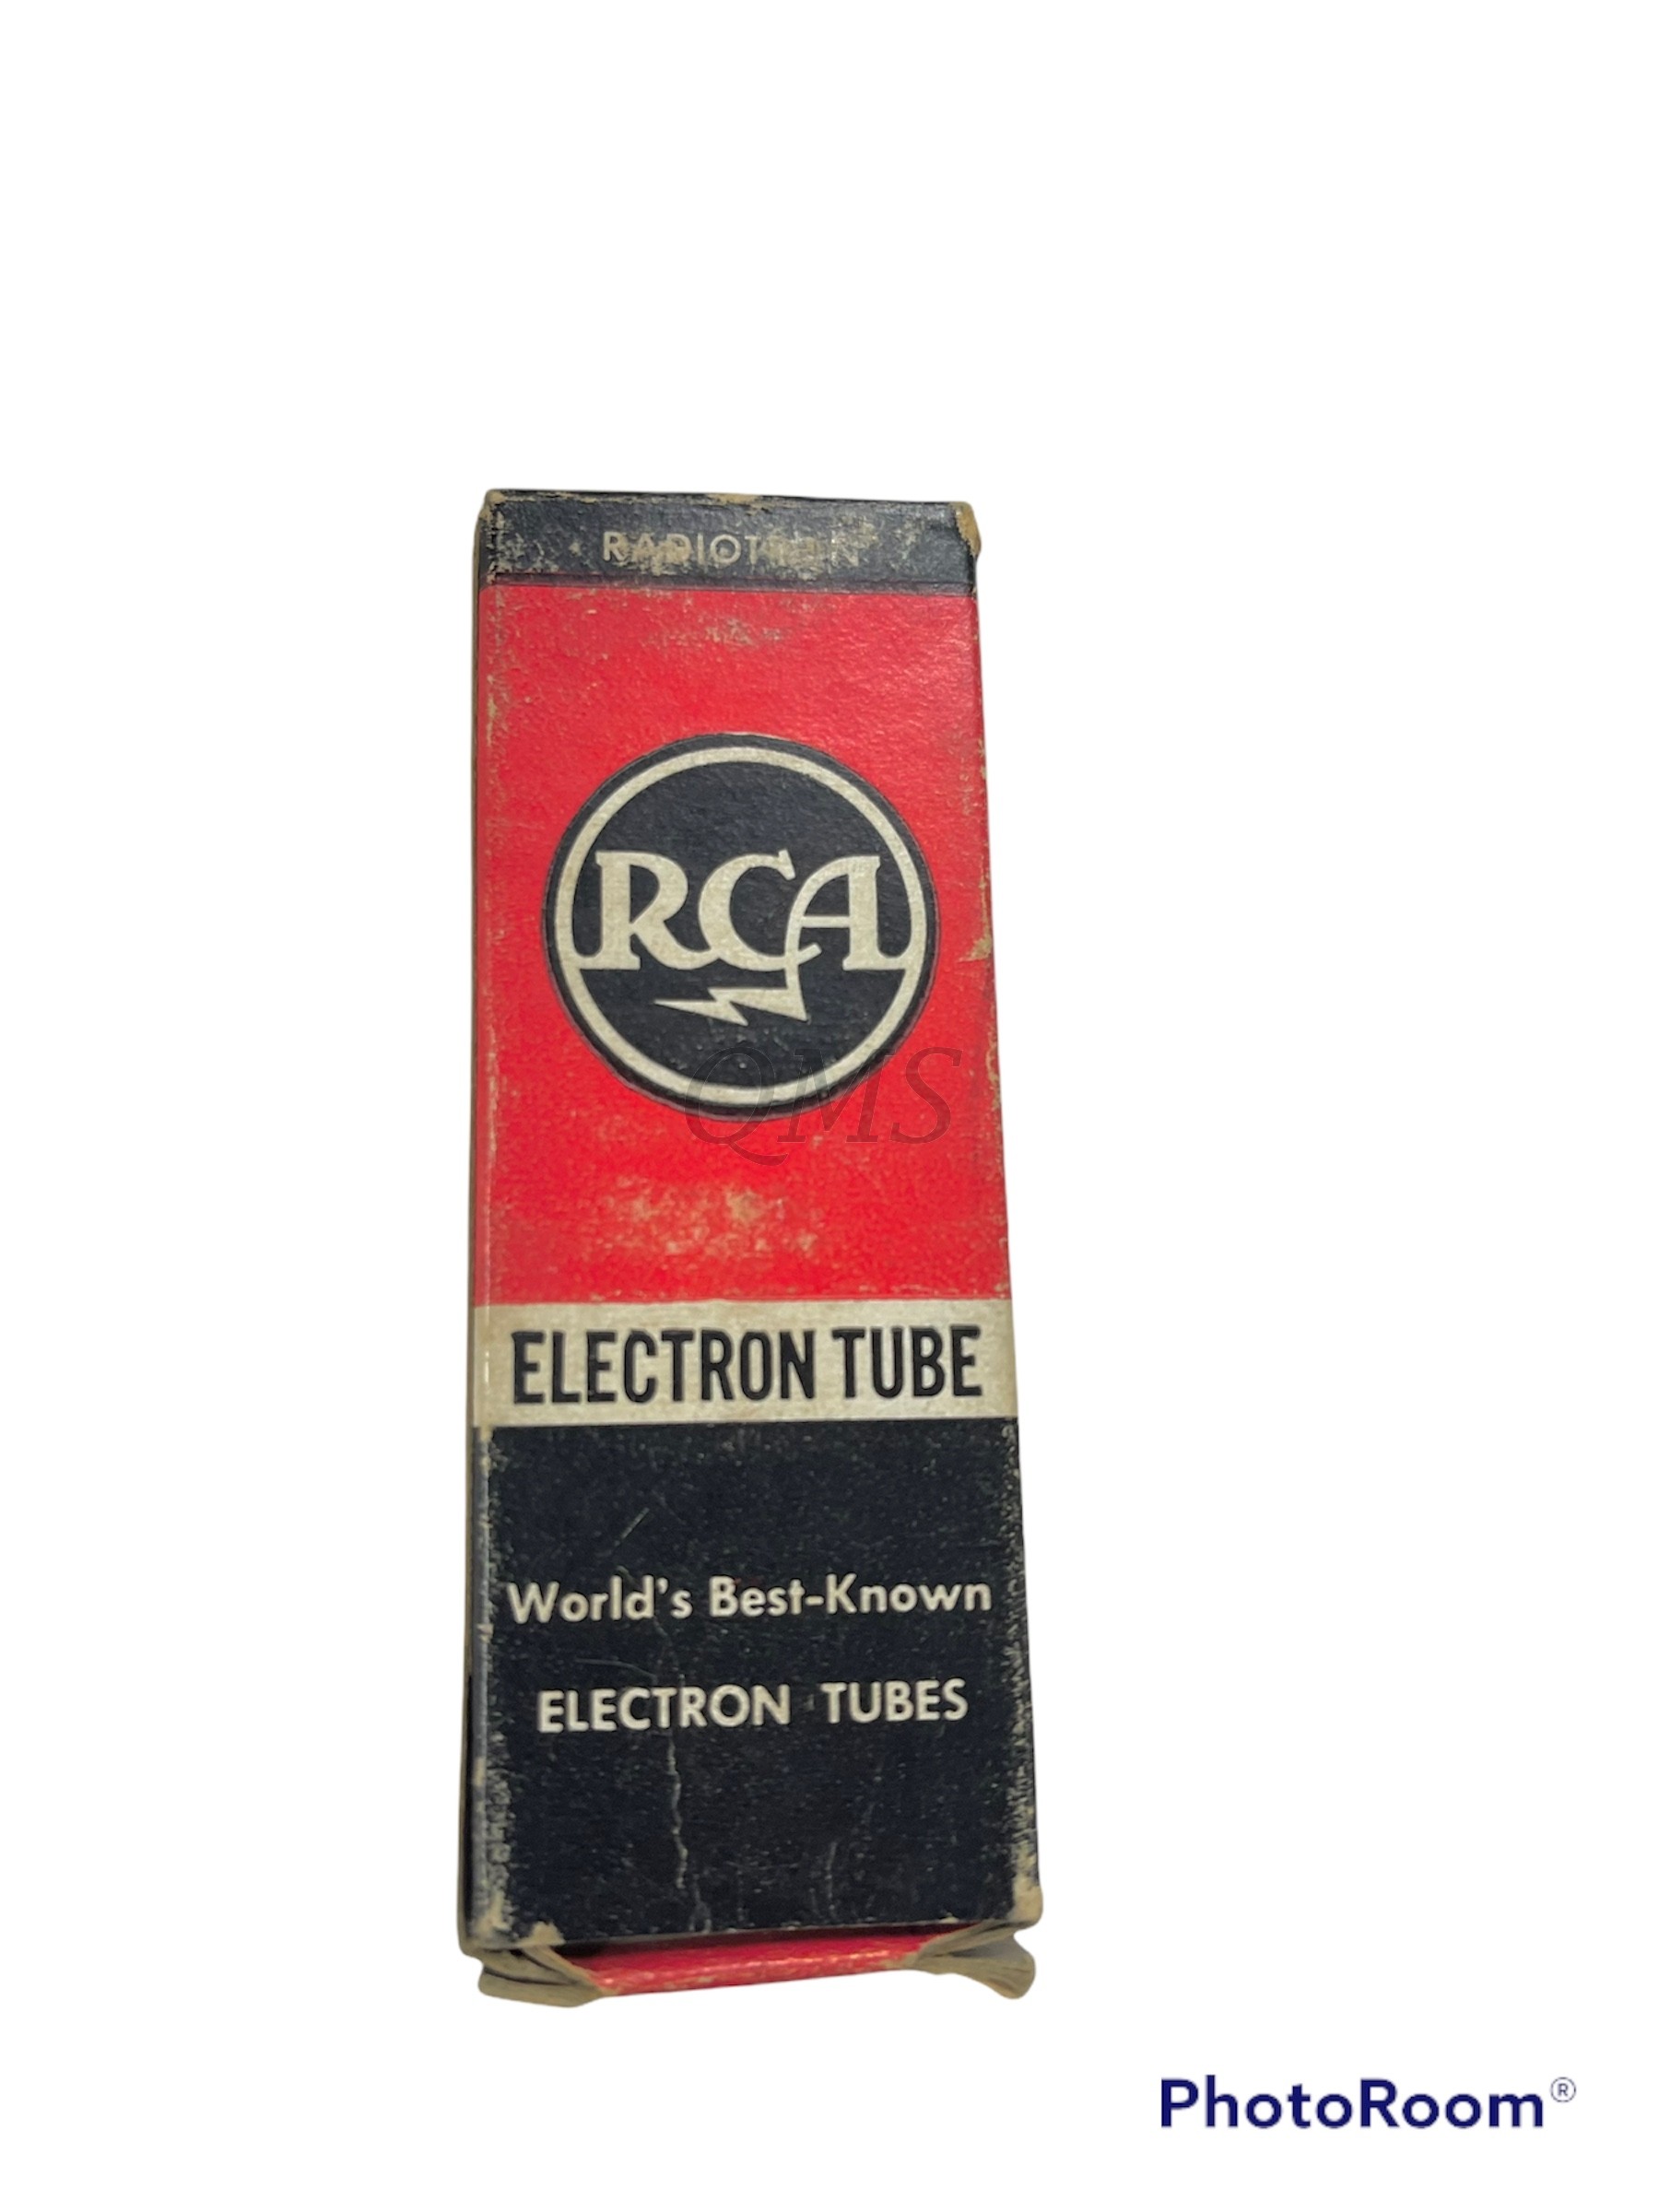 RADIOTRON
RCA
QMS
ELECTRON TUBE
World's Best-Known
ELECTRON TUBES
PhotoRoom®